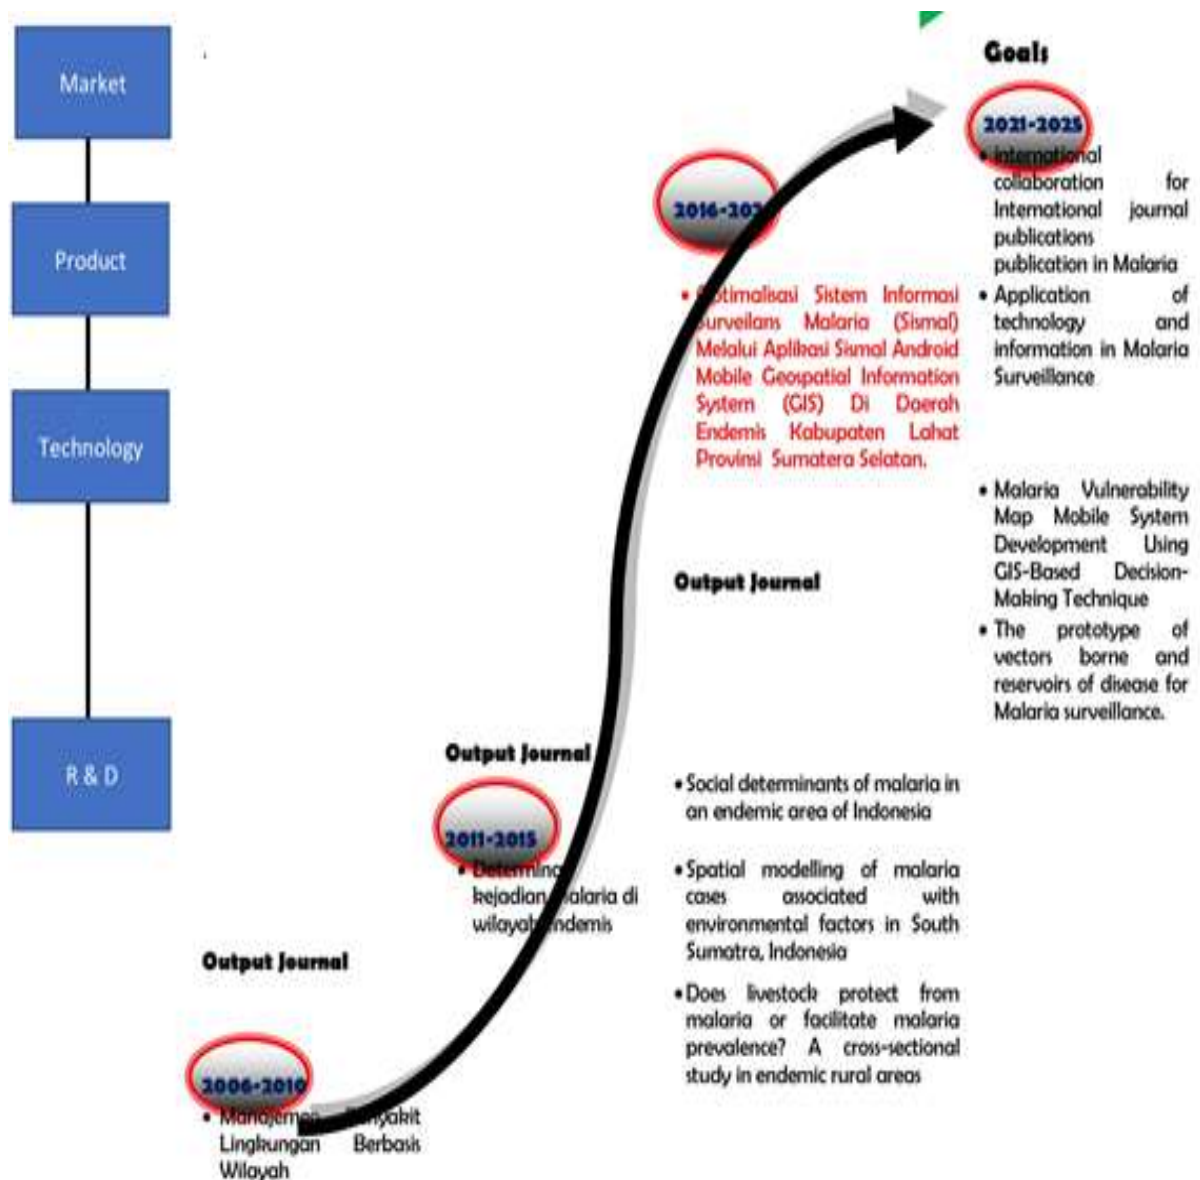 Market
Product
Technology
R & D
Output Journal
2006-2010
• Penyakit
Lingkungan Berbasis
Wilayah
Output Journal
2011-2015
•
kejadian malaria di
wilayah endemis
•
Sistem Informasi
Surveilans Malaria (Sismal)
Melalui Aplikasi Sismal Android
Mobile Geospatial Information
System (GIS) Di Daerah
Endemis Kabupaten Lahat
Provinsi Sumatera Selatan.
Output Journal
• Social determinants of malaria in
an endemic area of Indonesia
• Spatial modelling of malaria
cases associated with
environmental factors in South
Sumatra, Indonesia
• Does livestock protect from
malaria or facilitate malaria
prevalence? A cross-sectional
study in endemic rural areas
Goals
2021-2025
• International
collaboration for
International journal
publications
publication in Malaria
• Application of
technology and
information in Malaria
Surveillance
• Malaria Vulnerability
Map Mobile System
Development Using
GIS-Based Decision-
Making Technique
• The prototype of
vectors borne and
reservoirs of disease for
Malaria surveillance.